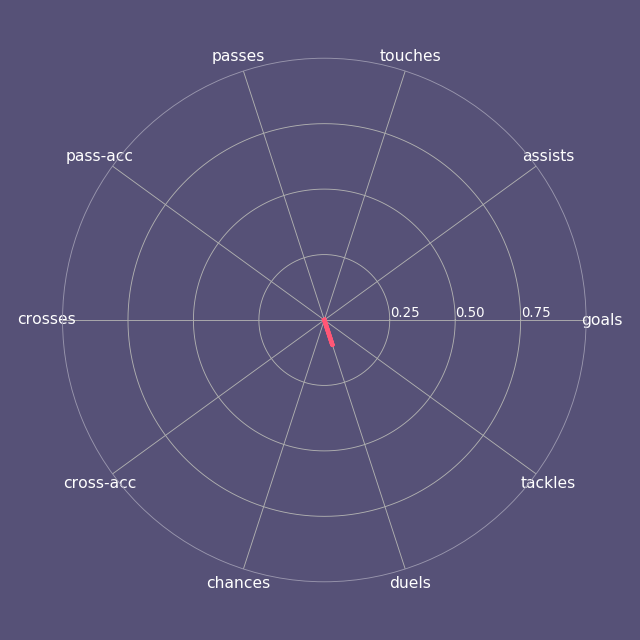 passes
touches
pass-acc
assists
0.25
0.50
0.75
crosses
goals
cross-acc
tackles
chances
duels